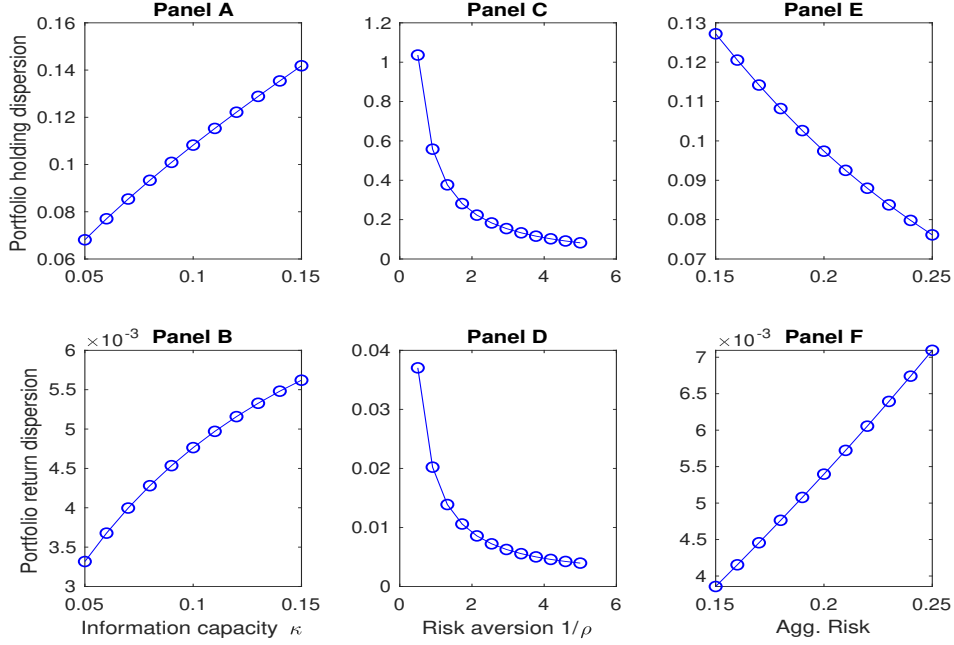 Panel A
Portfolio holding dispersion
0.16
0.14
0.12
0.1
0.08
0.06
0.05 0.1 0.15
Panel C
1.2
1
0.8
0.6
0.4
0.2
0
0 2 4 6
Panel E
0.13
0.12
0.11
0.1
0.09
0.08
0.07
0.15 0.2 0.25
Panel B
×10⁻³
Portfolio return dispersion
6
5.5
5
4.5
4
3.5
3
0.05 0.1 0.15
Information capacity κ
Panel D
0.04
0.03
0.02
0.01
0
0 2 4 6
Risk aversion 1/ρ
Panel F
×10⁻³
7
6
5
4
0.15 0.2 0.25
Agg. Risk